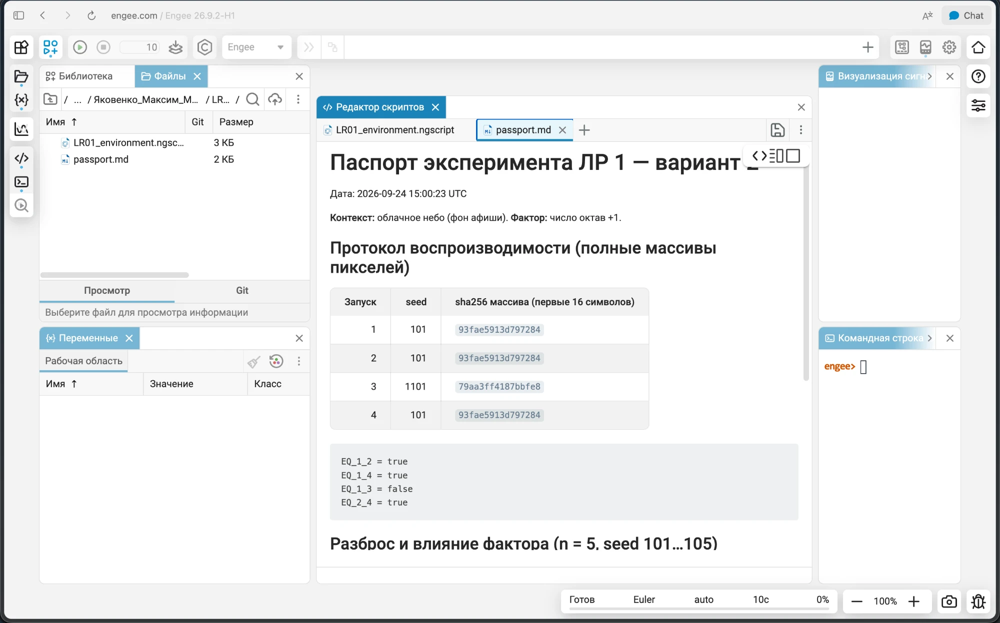 engee.com / Engee 26.9.2-H1
Chat
10
Engee
Библиотека
Файлы
/ ... / Яковенко_Максим_М... / LR... /
Имя ↑ Git Размер
LR01_environment.ngsc... 3 КБ
passport.md 2 КБ
Просмотр Git
Выберите файл для просмотра информации
{x} Переменные
Рабочая область
Имя ↑ Значение Класс
</> Редактор скриптов
LR01_environment.ngscript
passport.md
Паспорт эксперимента ЛР 1 — вариант 2
Дата: 2026-09-24 15:00:23 UTC
Контекст: облачное небо (фон афиши). Фактор: число октав +1.
Протокол воспроизводимости (полные массивы
пикселей)
Запуск seed sha256 массива (первые 16 символов)
1 101 93fae5913d797284
2 101 93fae5913d797284
3 1101 79aa3ff4187bbfe8
4 101 93fae5913d797284
EQ_1_2 = true
EQ_1_4 = true
EQ_1_3 = false
EQ_2_4 = true
Разброс и влияние фактора (n = 5, seed 101...105)
Визуализация сигн
Командная строка
engee>
Готов Euler auto 10с 0%
100%